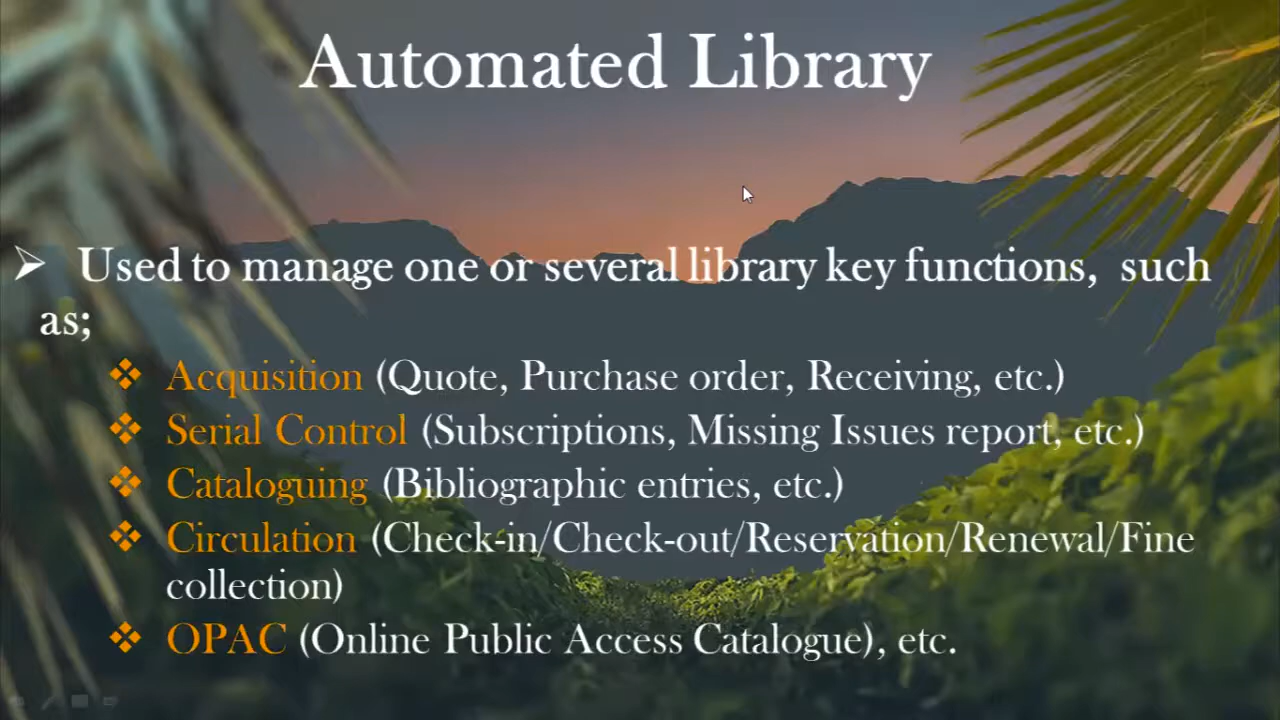 Automated Library
➢ Used to manage one or several library key functions, such
as;
❖ Acquisition (Quote, Purchase order, Receiving, etc.)
❖ Serial Control (Subscriptions, Missing Issues report, etc.)
❖ Cataloguing (Bibliographic entries, etc.)
❖ Circulation (Check-in/Check-out/Reservation/Renewal/Fine
collection)
❖ OPAC (Online Public Access Catalogue), etc.